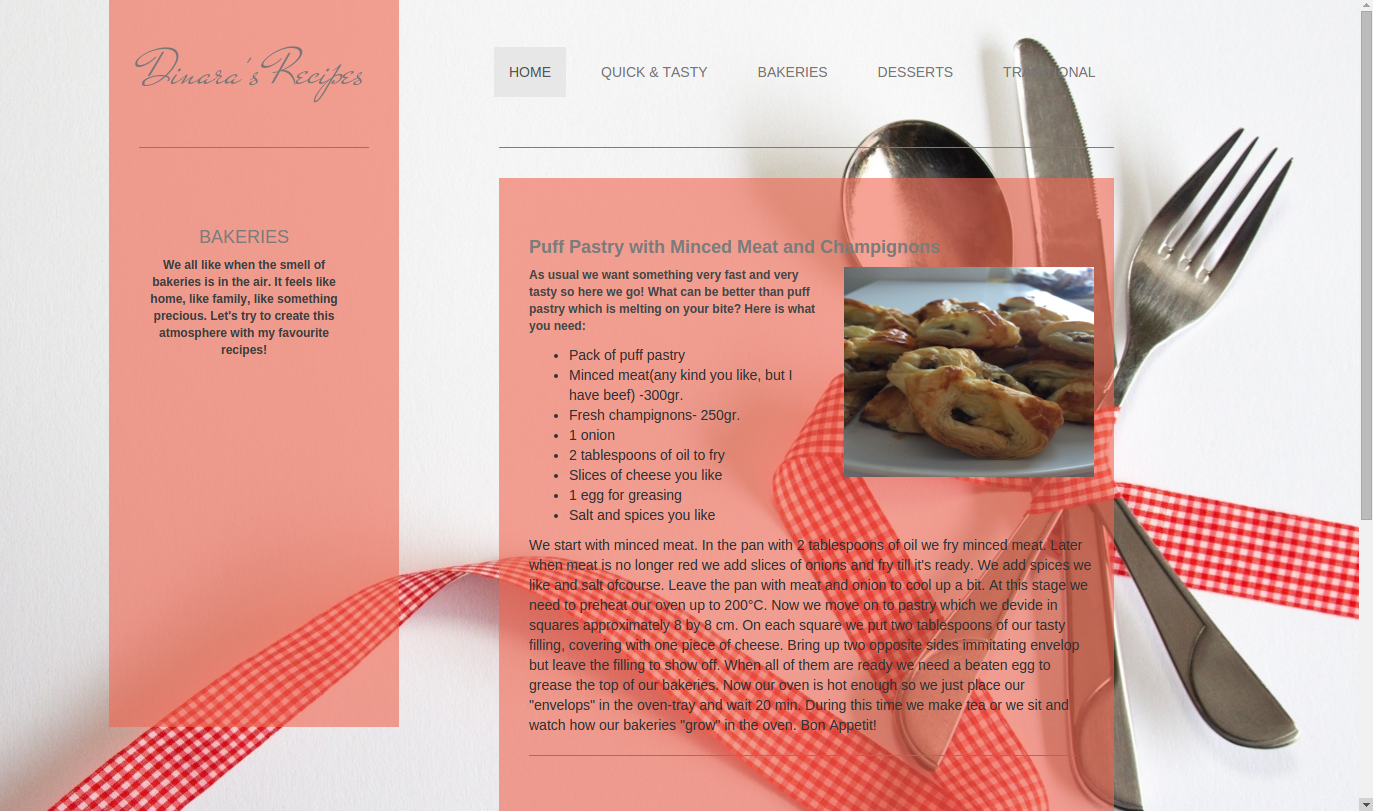 Dinara's Recipes
HOME
QUICK & TASTY
BAKERIES
DESSERTS
TRADITIONAL
BAKERIES
We all like when the smell of
bakeries is in the air. It feels like
home, like family, like something
precious. Let's try to create this
atmosphere with my favourite
recipes!
Puff Pastry with Minced Meat and Champignons
As usual we want something very fast and very
tasty so here we go! What can be better than puff
pastry which is melting on your bite? Here is what
you need:
• Pack of puff pastry
• Minced meat(any kind you like, but I
have beef) -300gr.
• Fresh champignons- 250gr.
• 1 onion
• 2 tablespoons of oil to fry
• Slices of cheese you like
• 1 egg for greasing
• Salt and spices you like
We start with minced meat. In the pan with 2 tablespoons of oil we fry minced meat. Later
when meat is no longer red we add slices of onions and fry till it's ready. We add spices we
like and salt ofcourse. Leave the pan with meat and onion to cool up a bit. At this stage we
need to preheat our oven up to 200°C. Now we move on to pastry which we devide in
squares approximately 8 by 8 cm. On each square we put two tablespoons of our tasty
filling, covering with one piece of cheese. Bring up two opposite sides immitating envelop
but leave the filling to show off. When all of them are ready we need a beaten egg to
grease the top of our bakeries. Now our oven is hot enough so we just place our
"envelops" in the oven-tray and wait 20 min. During this time we make tea or we sit and
watch how our bakeries "grow" in the oven. Bon Appetit!